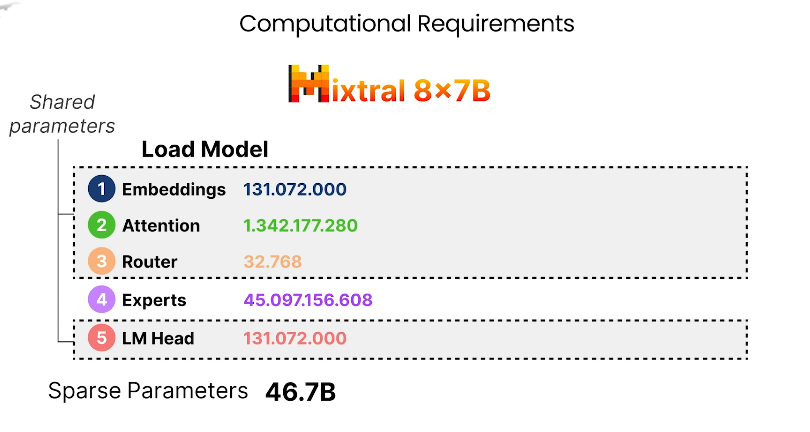 Computational Requirements
Mixtral 8×7B
Shared
parameters
Load Model
1 Embeddings 131.072.000
2 Attention 1.342.177.280
3 Router 32.768
4 Experts 45.097.156.608
5 LM Head 131.072.000
Sparse Parameters 46.7B